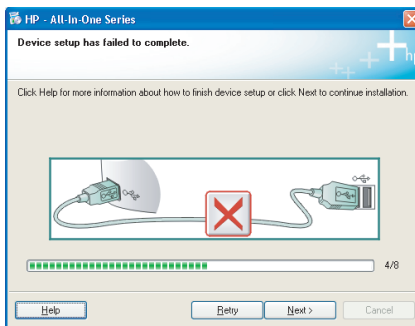 HP - All-In-One Series
Device setup has failed to complete.
hp
Click Help for more information about how to finish device setup or click Next to continue installation.
4/8
Help
Retry
Next >
Cancel